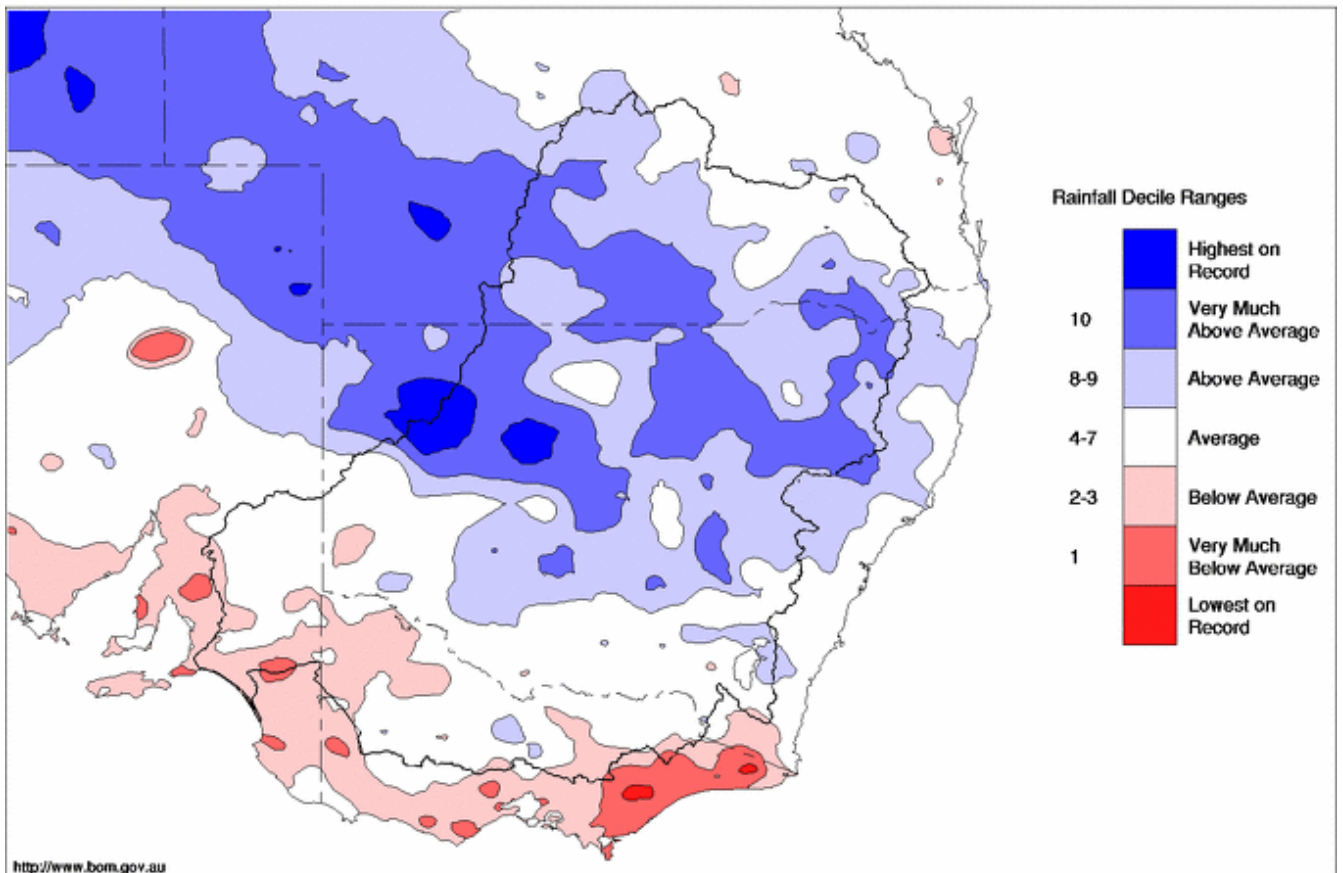 Rainfall Decile Ranges
Highest on
Record
10
Very Much
Above Average
8-9
Above Average
4-7
Average
2-3
Below Average
1
Very Much
Below Average
Lowest on
Record
http://www.bom.gov.au